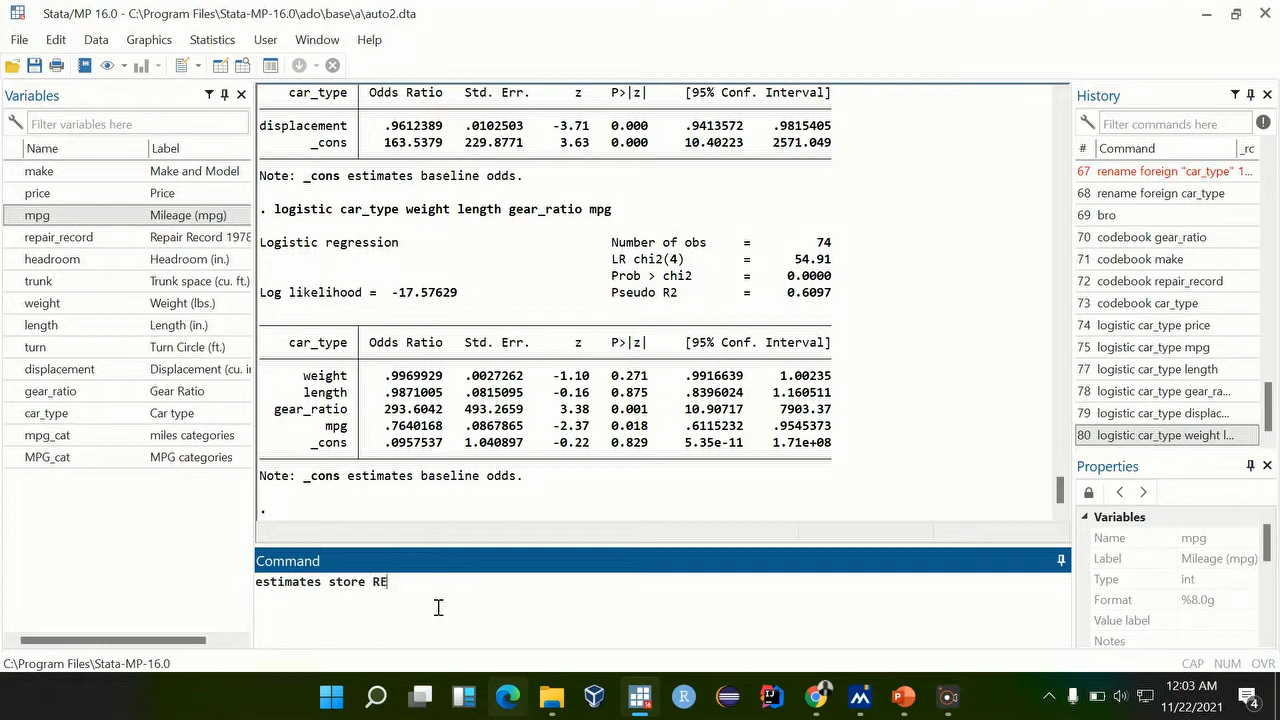 Stata/MP 16.0 - C:\Program Files\Stata-MP-16.0\ado\base\a\auto2.dta
File Edit Data Graphics Statistics User Window Help
Variables
Filter variables here
Name Label
make Make and Model
price Price
mpg Mileage (mpg)
repair_record Repair Record 1978
headroom Headroom (in.)
trunk Trunk space (cu. ft.)
weight Weight (lbs.)
length Length (in.)
turn Turn Circle (ft.)
displacement Displacement (cu. i
gear_ratio Gear Ratio
car_type Car type
mpg_cat miles categories
MPG_cat MPG categories
car_type Odds Ratio Std. Err. z P>|z| [95% Conf. Interval]
displacement .9612389 .0102503 -3.71 0.000 .9413572 .9815405
_cons 163.5379 229.8771 3.63 0.000 10.40223 2571.049
Note: _cons estimates baseline odds.
. logistic car_type weight length gear_ratio mpg
Logistic regression Number of obs = 74
LR chi2(4) = 54.91
Prob > chi2 = 0.0000
Log likelihood = -17.57629 Pseudo R2 = 0.6097
car_type Odds Ratio Std. Err. z P>|z| [95% Conf. Interval]
weight .9969929 .0027262 -1.10 0.271 .9916639 1.00235
length .9871005 .0815095 -0.16 0.875 .8396024 1.160511
gear_ratio 293.6042 493.2659 3.38 0.001 10.90717 7903.37
mpg .7640168 .0867865 -2.37 0.018 .6115232 .9545373
_cons .0957537 1.040897 -0.22 0.829 5.35e-11 1.71e+08
Note: _cons estimates baseline odds.
.
Command
estimates store RE
History
Filter commands here
# Command _rc
67 rename foreign "car_type" 1...
68 rename foreign car_type
69 bro
70 codebook gear_ratio
71 codebook make
72 codebook repair_record
73 codebook car_type
74 logistic car_type price
75 logistic car_type mpg
77 logistic car_type length
78 logistic car_type gear_ra...
79 logistic car_type displac...
80 logistic car_type weight l...
Properties
Variables
Name mpg
Label Mileage (mpg)
Type int
Format %8.0g
Value label
Notes
C:\Program Files\Stata-MP-16.0
CAP NUM OVR
12:03 AM
11/22/2021